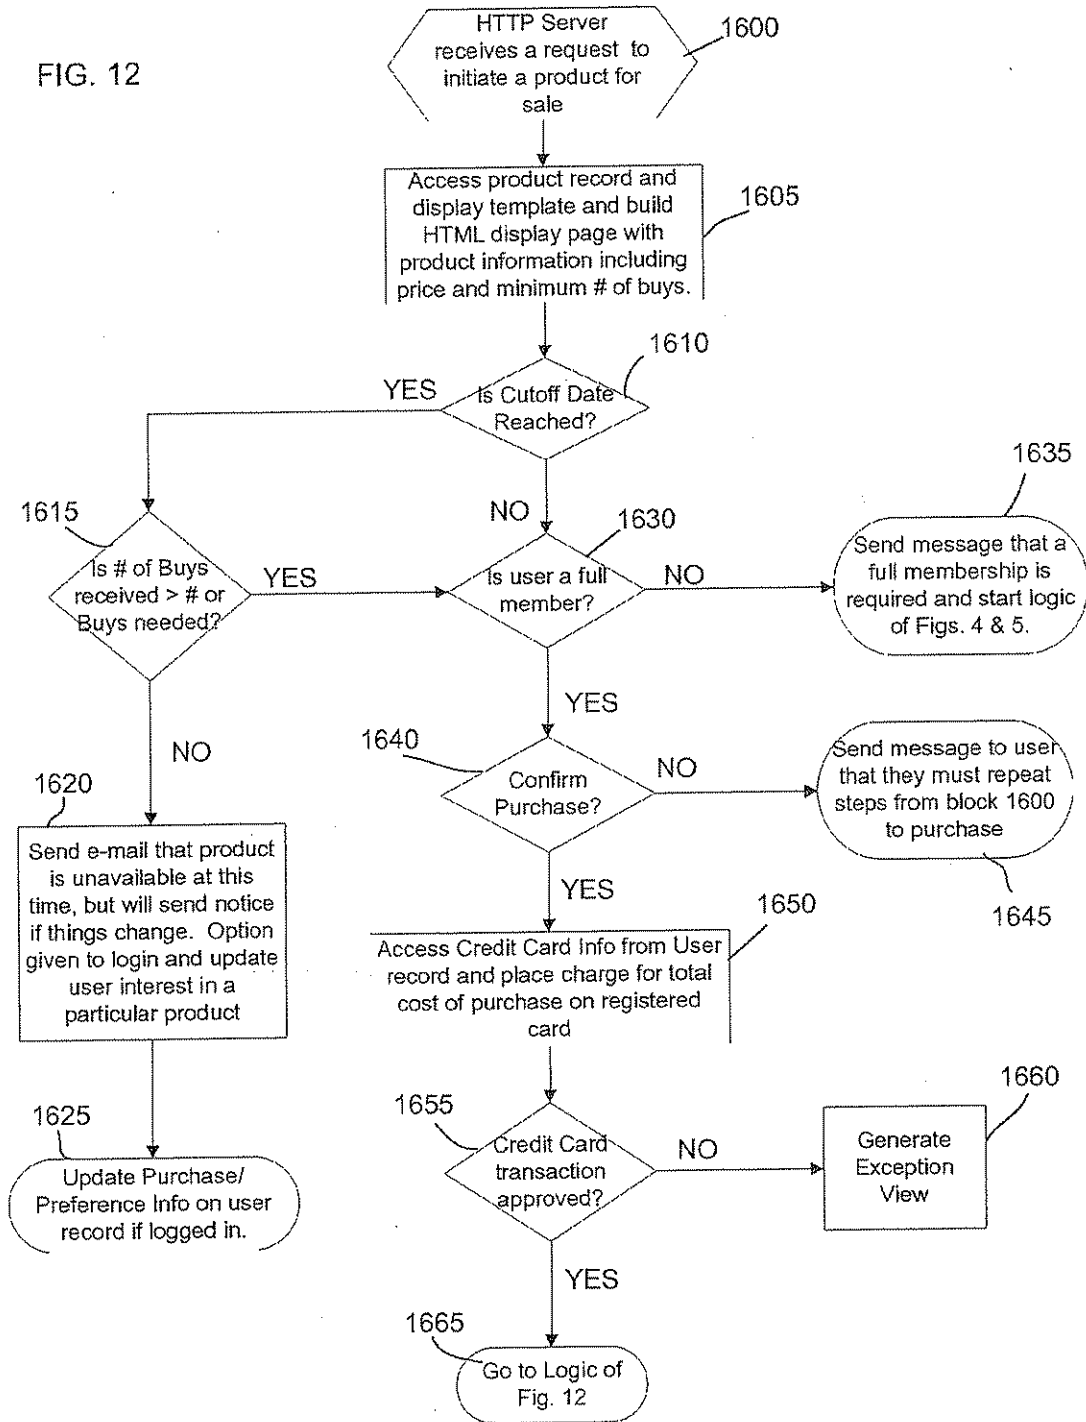 FIG. 12
HTTP Server
receives a request to
initiate a product for
sale
1600
Access product record and
display template and build
HTML display page with
product information including
price and minimum # of buys.
1605
1610
Is Cutoff Date
Reached?
YES
NO
1615
Is # of Buys
received > # or
Buys needed?
YES
NO
1630
Is user a full
member?
NO
YES
1635
Send message that a
full membership is
required and start logic
of Figs. 4 & 5.
1640
Confirm
Purchase?
NO
YES
Send message to user
that they must repeat
steps from block 1600
to purchase
1645
1620
Send e-mail that product
is unavailable at this
time, but will send notice
if things change. Option
given to login and update
user interest in a
particular product
1650
Access Credit Card Info from User
record and place charge for total
cost of purchase on registered
card
1625
Update Purchase/
Preference Info on user
record if logged in.
1655
Credit Card
transaction
approved?
NO
YES
1660
Generate
Exception
View
1665
Go to Logic of
Fig. 12